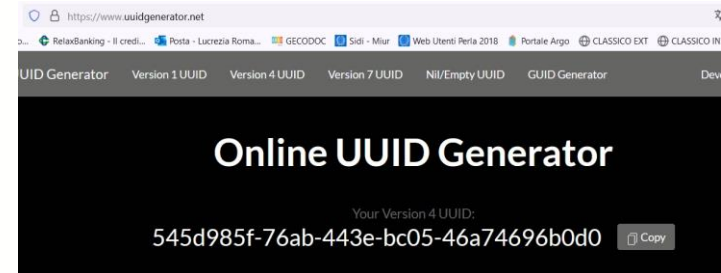 https://www.uuidgenerator.net
RelaxBanking - Il credi... Posta - Lucrezia Roma... GECODOC Sidi - Miur Web Utenti Perla 2018 Portale Argo CLASSICO EXT CLASSICO IN
UID Generator Version 1 UUID Version 4 UUID Version 7 UUID Nil/Empty UUID GUID Generator Dev
Online UUID Generator
Your Version 4 UUID:
545d985f-76ab-443e-bc05-46a74696b0d0 Copy